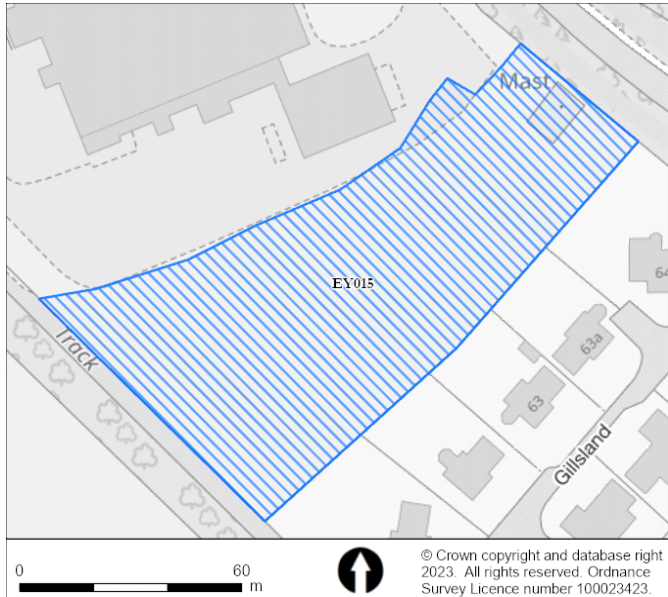 Mast
EY015
Track
64
63a
63
Gillsland
0
60
m
© Crown copyright and database right
2023. All rights reserved. Ordnance
Survey Licence number 100023423.